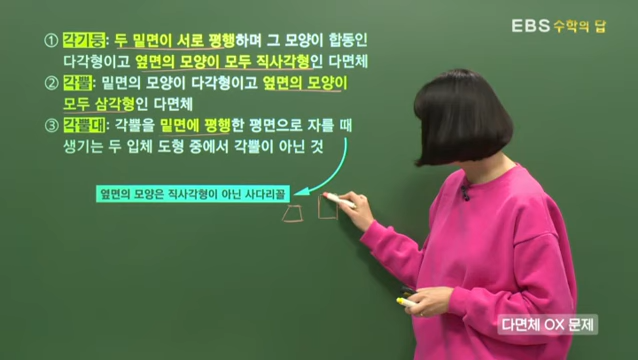 EBS 수학의 답
① 각기둥: 두 밑면이 서로 평행하며 그 모양이 합동인
다각형이고 옆면의 모양이 모두 직사각형인 다면체
② 각뿔: 밑면의 모양이 다각형이고 옆면의 모양이
모두 삼각형인 다면체
③ 각뿔대: 각뿔을 밑면에 평행한 평면으로 자를 때
생기는 두 입체 도형 중에서 각뿔이 아닌 것
옆면의 모양은 직사각형이 아닌 사다리꼴
다면체 OX 문제